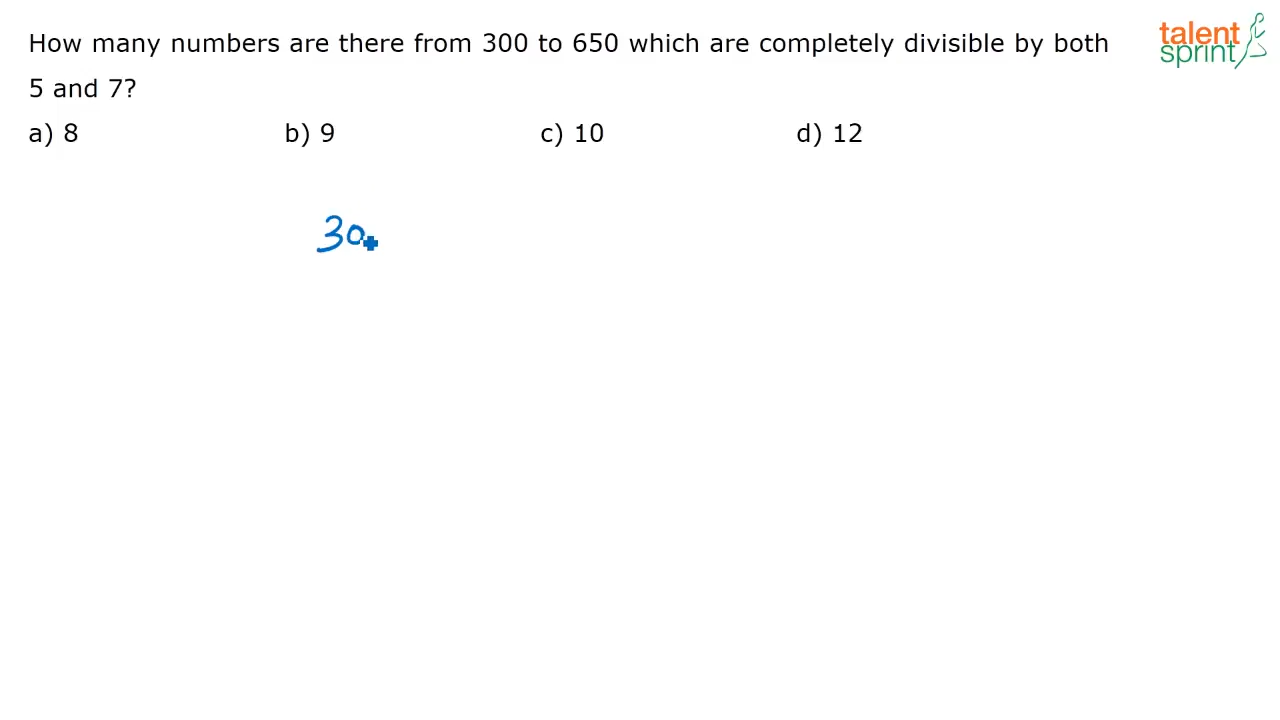 How many numbers are there from 300 to 650 which are completely divisible by both
5 and 7?
a) 8 b) 9 c) 10 d) 12
30
talent
sprint